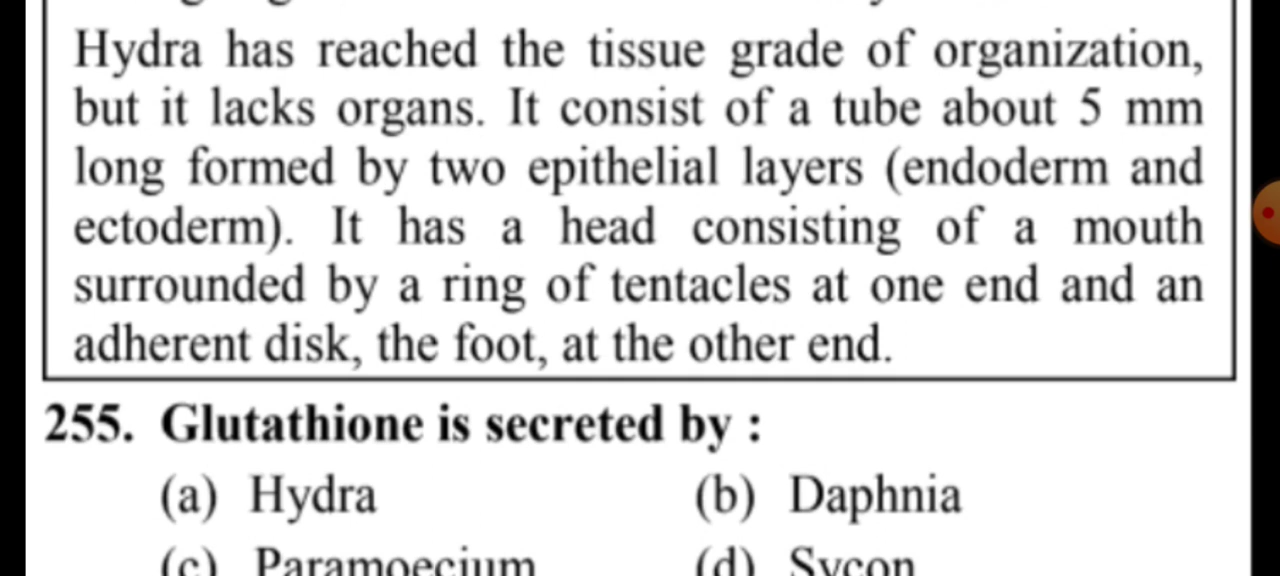 Hydra has reached the tissue grade of organization,
but it lacks organs. It consist of a tube about 5 mm
long formed by two epithelial layers (endoderm and
ectoderm). It has a head consisting of a mouth
surrounded by a ring of tentacles at one end and an
adherent disk, the foot, at the other end.
255. Glutathione is secreted by :
(a) Hydra (b) Daphnia
(c) Paramoecium (d) Sycon